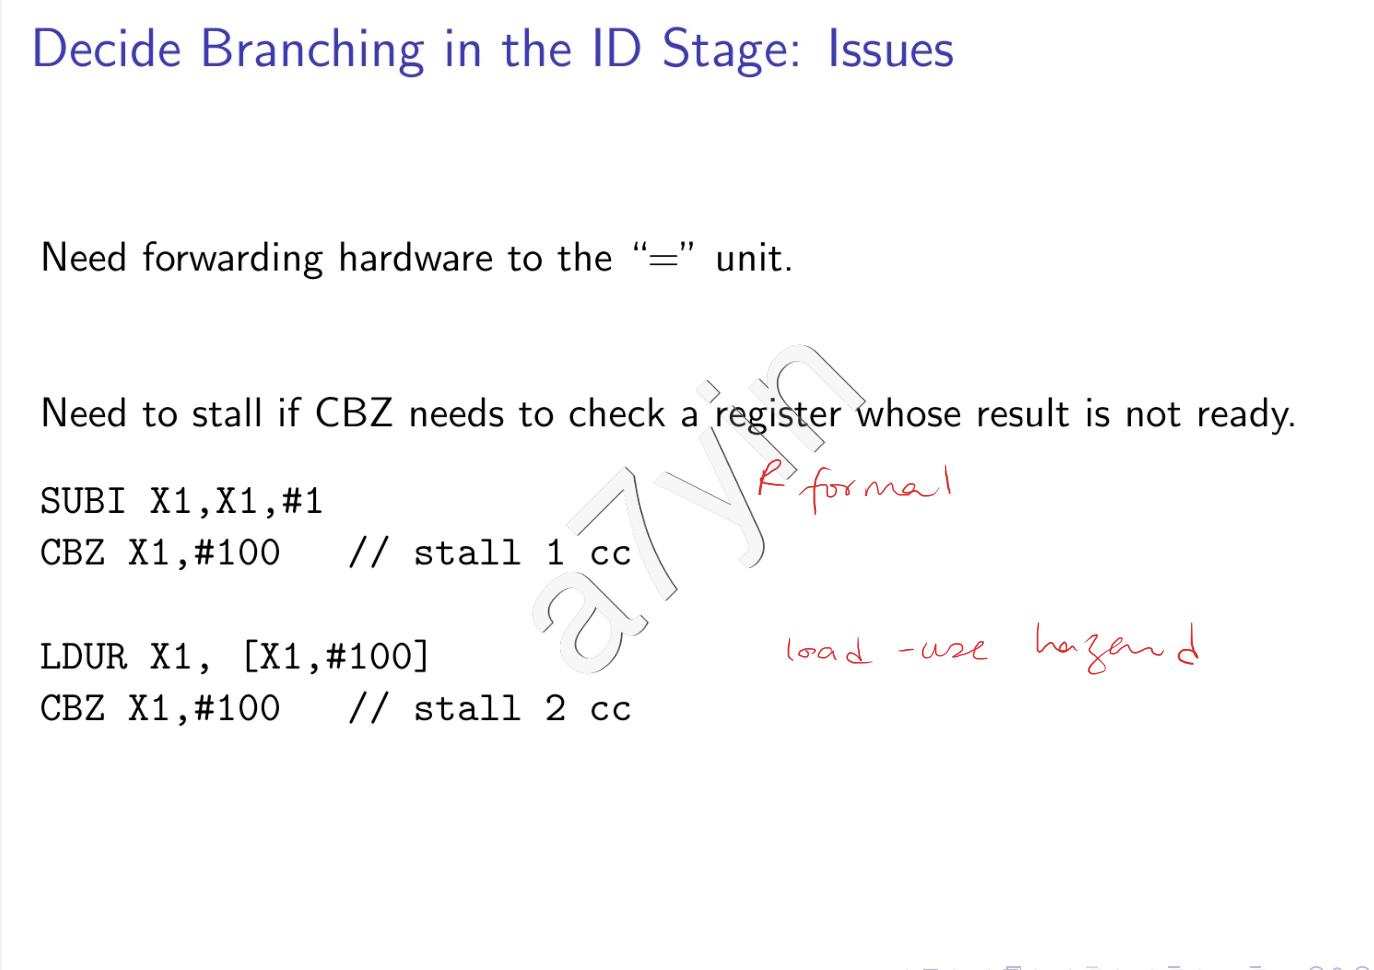 Decide Branching in the ID Stage: Issues
Need forwarding hardware to the “=” unit.
Need to stall if CBZ needs to check a register whose result is not ready.
R format
SUBI X1,X1,#1
CBZ X1,#100 // stall 1 cc
LDUR X1, [X1,#100]
load-use hazard
CBZ X1,#100 // stall 2 cc
a7yin